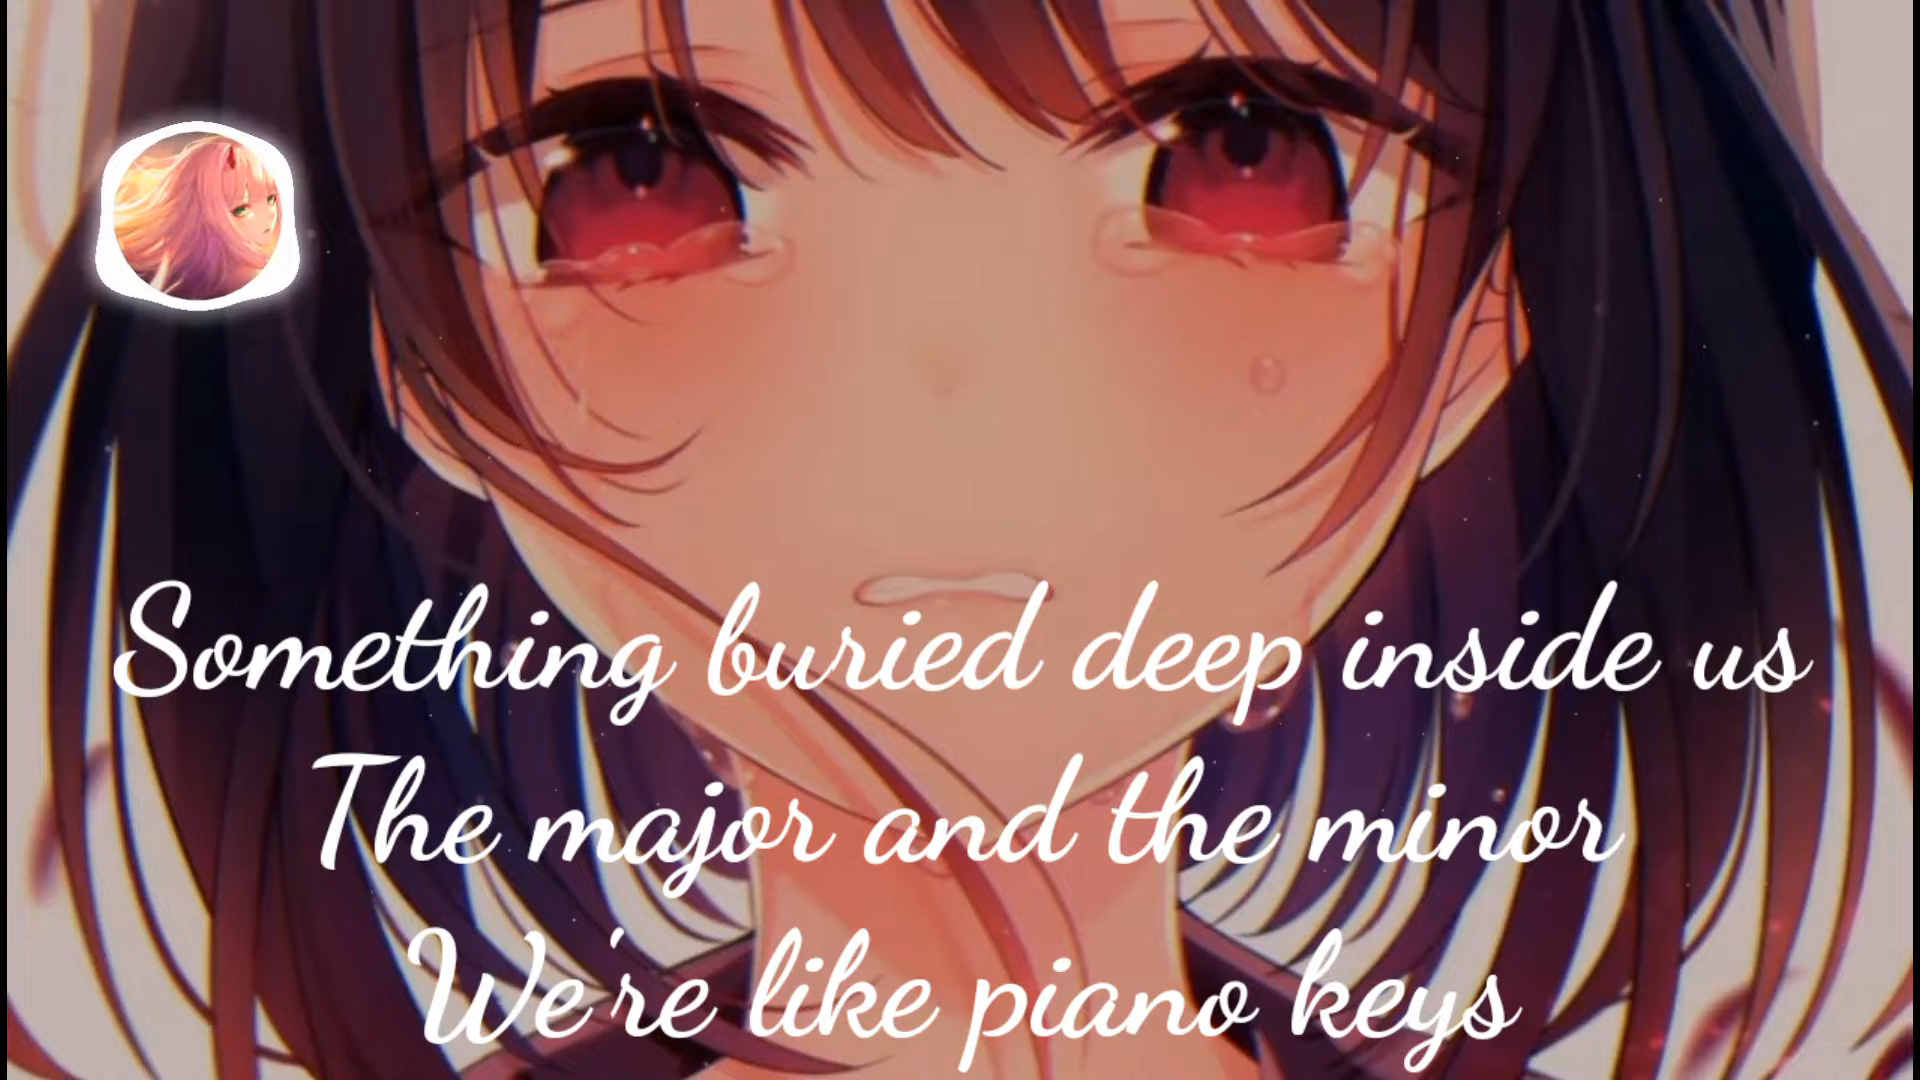 Something buried deep inside us
The major and the minor
We're like piano keys